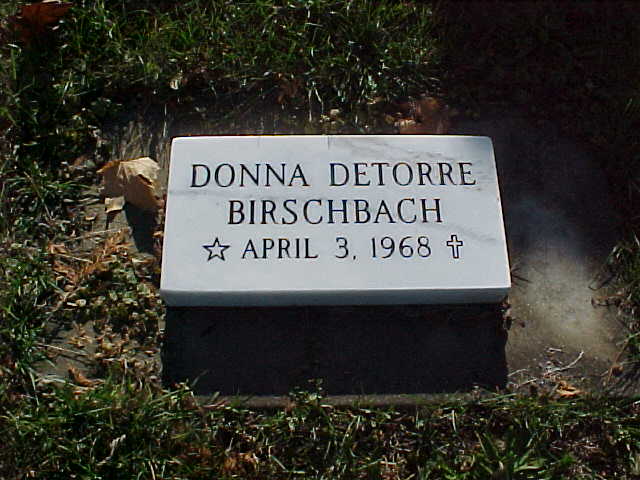 DONNA DETORRE
BIRSCHBACH
☆ APRIL 3, 1968 ✞